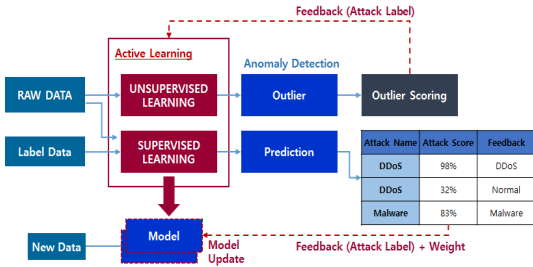 Feedback (Attack Label)
Active Learning
Anomaly Detection
RAW DATA
UNSUPERVISED
LEARNING
Outlier
Outlier Scoring
Label Data
SUPERVISED
LEARNING
Prediction
Attack Name Attack Score Feedback
DDoS 98% DDoS
DDoS 32% Normal
Malware 83% Malware
Model
New Data
Model
Update
Feedback (Attack Label) + Weight